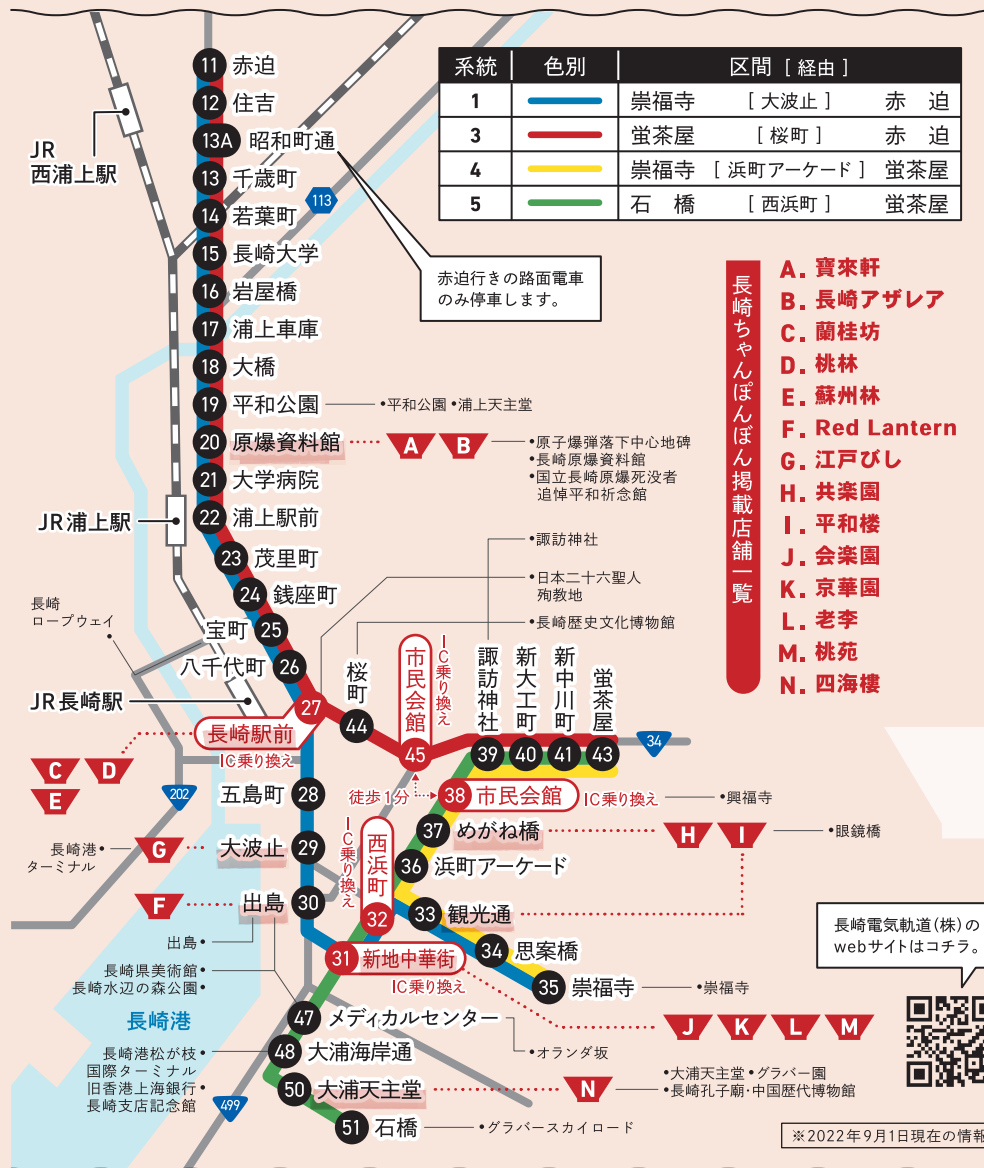 系統 色別 区間 [ 経由 ]
1 崇福寺 [ 大波止 ] 赤 迫
3 蛍茶屋 [ 桜町 ] 赤 迫
4 崇福寺 [ 浜町アーケード ] 蛍茶屋
5 石 橋 [ 西浜町 ] 蛍茶屋
11 赤迫
12 住吉
13A 昭和町通
13 千歳町
14 若葉町
15 長崎大学
16 岩屋橋
17 浦上車庫
18 大橋
19 平和公園
•平和公園 •浦上天主堂
20 原爆資料館
A B
•原子爆弾落下中心地碑
•長崎原爆資料館
•国立長崎原爆死没者
追悼平和祈念館
21 大学病院
22 浦上駅前
23 茂里町
24 銭座町
宝町 25
八千代町 26
27
長崎駅前
IC乗り換え
JR
西浦上駅
113
赤迫行きの路面電車
のみ停車します。
JR浦上駅
長崎
ロープウェイ
JR長崎駅
C D
E
•諏訪神社
•日本二十六聖人
殉教地
•長崎歴史文化博物館
桜町
44
市民会館
45
IC乗り換え
諏訪神社
39
新大工町
40
新中川町
41
蛍茶屋
43
34
徒歩1分
38 市民会館
IC乗り換え
•興福寺
37 めがね橋
H I
•眼鏡橋
36 浜町アーケード
五島町 28
202
長崎港
ターミナル
G
大波止 29
F
出島 30
出島
長崎県美術館
長崎水辺の森公園
長崎港
IC乗り換え
西浜町
32
31 新地中華街
IC乗り換え
33 観光通
34 思案橋
35 崇福寺
•崇福寺
J K L M
47 メディカルセンター
•オランダ坂
48 大浦海岸通
長崎港松が枝
国際ターミナル
旧香港上海銀行
長崎支店記念館
499
50 大浦天主堂
N
•大浦天主堂 •グラバー園
•長崎孔子廟・中国歴代博物館
51 石橋
•グラバースカイロード
長崎ちゃんぽんぽん掲載店舗一覧
A. 寶來軒
B. 長崎アザレア
C. 蘭桂坊
D. 桃林
E. 蘇州林
F. Red Lantern
G. 江戸びし
H. 共楽園
I. 平和楼
J. 会楽園
K. 京華園
L. 老李
M. 桃苑
N. 四海樓
長崎電気軌道(株)の
webサイトはコチラ。
※2022年9月1日現在の情報